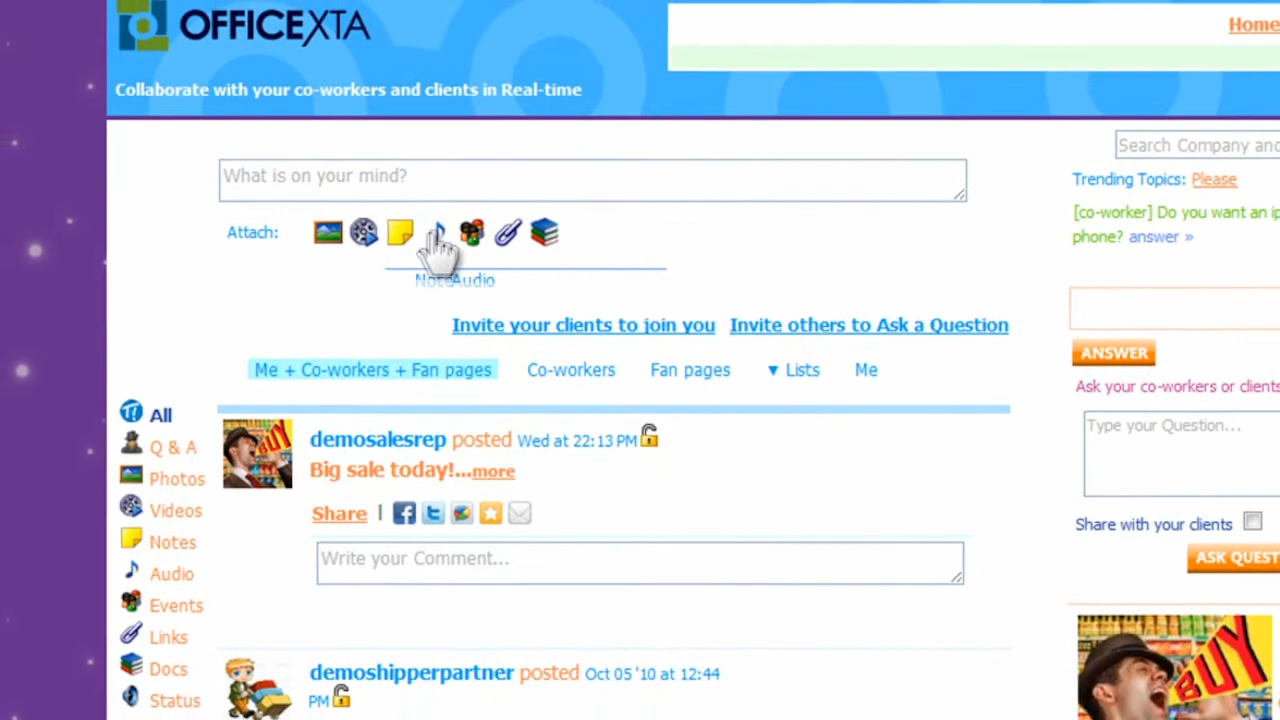 OFFICEXTA
Home
Collaborate with your co-workers and clients in Real-time
What is on your mind?
Attach:
Note Audio
Invite your clients to join you Invite others to Ask a Question
Me + Co-workers + Fan pages Co-workers Fan pages ▼ Lists Me
All
Q & A
Photos
Videos
Notes
Audio
Events
Links
Docs
Status
demosalesrep posted Wed at 22:13 PM
BUY
Big sale today!...more
Share |
Write your Comment...
demoshipperpartner posted Oct 05 '10 at 12:44
PM
Search Company and
Trending Topics: Please
[co-worker] Do you want an ip
phone? answer »
ANSWER
Ask your co-workers or clients
Type your Question...
Share with your clients
ASK QUEST
BUY